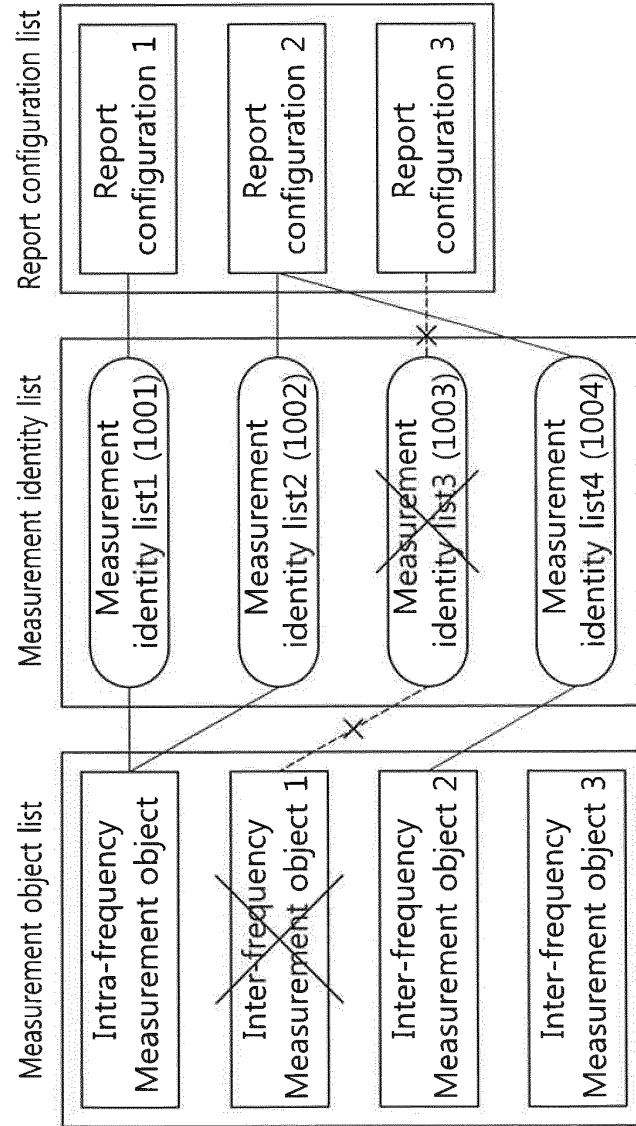 Measurement object list
Intra-frequency
Measurement object
Inter-frequency
Measurement object 1
Inter-frequency
Measurement object 2
Inter-frequency
Measurement object 3
Measurement identity list
Measurement
identity list1 (1001)
Measurement
identity list2 (1002)
Measurement
identity list3 (1003)
Measurement
identity list4 (1004)
Report configuration list
Report
configuration 1
Report
configuration 2
Report
configuration 3